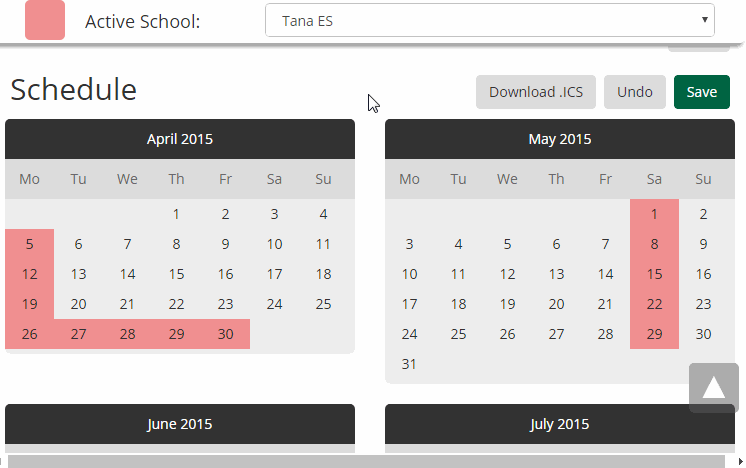 Active School: Tana ES
Schedule Download .ICS Undo Save
April 2015
Mo Tu We Th Fr Sa Su
1 2 3 4
5 6 7 8 9 10 11
12 13 14 15 16 17 18
19 20 21 22 23 24 25
26 27 28 29 30
May 2015
Mo Tu We Th Fr Sa Su
1 2
3 4 5 6 7 8 9
10 11 12 13 14 15 16
17 18 19 20 21 22 23
24 25 26 27 28 29 30
31
June 2015
July 2015